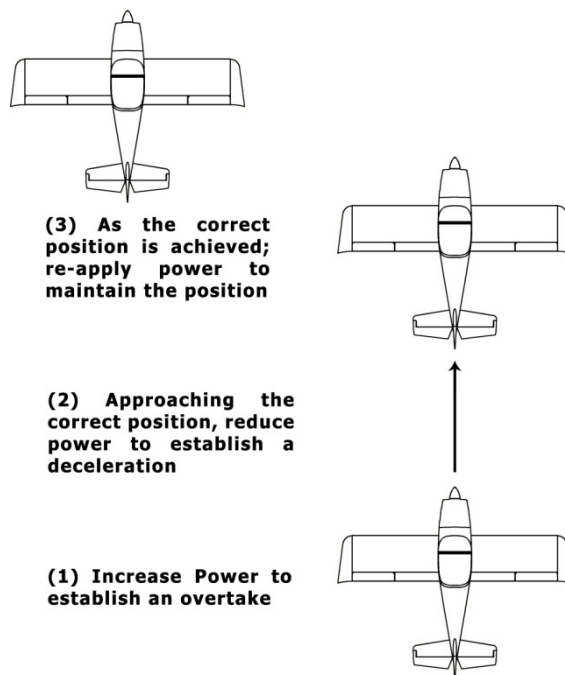 (3) As the correct
position is achieved;
re-apply power to
maintain the position
(2) Approaching the
correct position, reduce
power to establish a
deceleration
(1) Increase Power to
establish an overtake